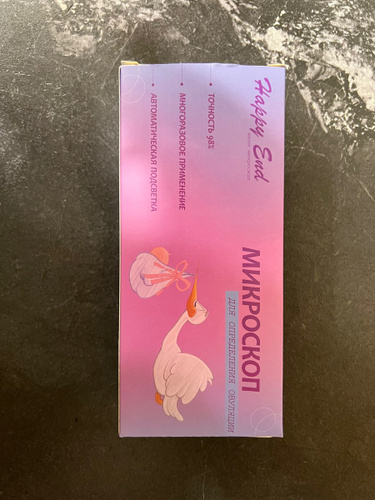 Happy End
МИКРОСКОП
ДЛЯ ОПРЕДЕЛЕНИЯ ОВУЛЯЦИИ
• ТОЧНОСТЬ 98%
• МНОГОРАЗОВОЕ ПРИМЕНЕНИЕ
• АВТОМАТИЧЕСКАЯ ПОДСВЕТКА